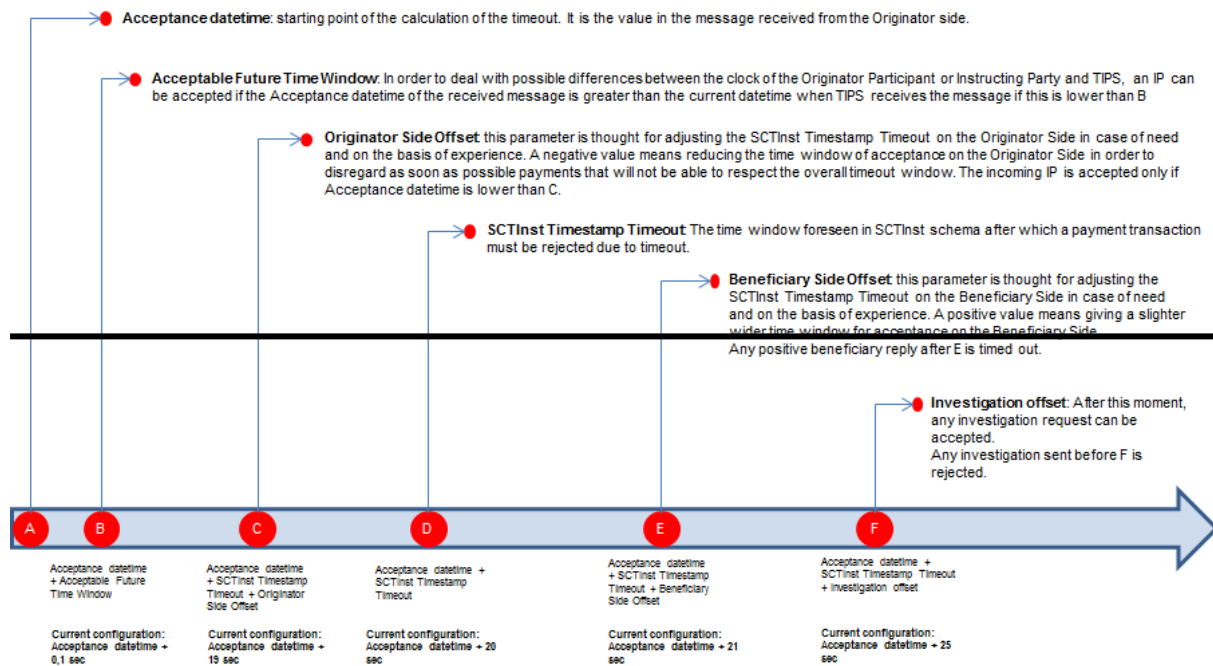 Acceptance datetime: starting point of the calculation of the timeout. It is the value in the message received from the Originator side.
Acceptable Future Time Window: In order to deal with possible differences between the clock of the Originator Participant or Instructing Party and TIPS, an IP can
be accepted if the Acceptance datetime of the received message is greater than the current datetime when TIPS receives the message if this is lower than B
Originator Side Offset: this parameter is thought for adjusting the SCTInst Timestamp Timeout on the Originator Side in case of need
and on the basis of experience. A negative value means reducing the time window of acceptance on the Originator Side in order to
disregard as soon as possible payments that will not be able to respect the overall timeout window. The incoming IP is accepted only if
Acceptance datetime is lower than C.
SCTInst Timestamp Timeout: The time window foreseen in SCTInst schema after which a payment transaction
must be rejected due to timeout.
Beneficiary Side Offset: this parameter is thought for adjusting the
SCTInst Timestamp Timeout on the Beneficiary Side in case of need
and on the basis of experience. A positive value means giving a slighter
wider time window for acceptance on the Beneficiary Side.
Any positive beneficiary reply after E is timed out.
Investigation offset: After this moment,
any investigation request can be
accepted.
Any investigation sent before F is
rejected.
A
B
C
D
E
F
Acceptance datetime
+ Acceptable Future
Time Window
Current configuration:
Acceptance datetime +
0,1 sec
Acceptance datetime
+ SCTInst Timestamp
Timeout + Originator
Side Offset
Current configuration:
Acceptance datetime +
19 sec
Acceptance datetime +
SCTInst Timestamp
Timeout
Current configuration:
Acceptance datetime + 20
sec
Acceptance datetime
+ SCTInst Timestamp
Timeout + Beneficiary
Side Offset
Current configuration:
Acceptance datetime + 21
sec
Acceptance datetime +
SCTInst Timestamp Timeout
+ Investigation offset
Current configuration:
Acceptance datetime + 25
sec